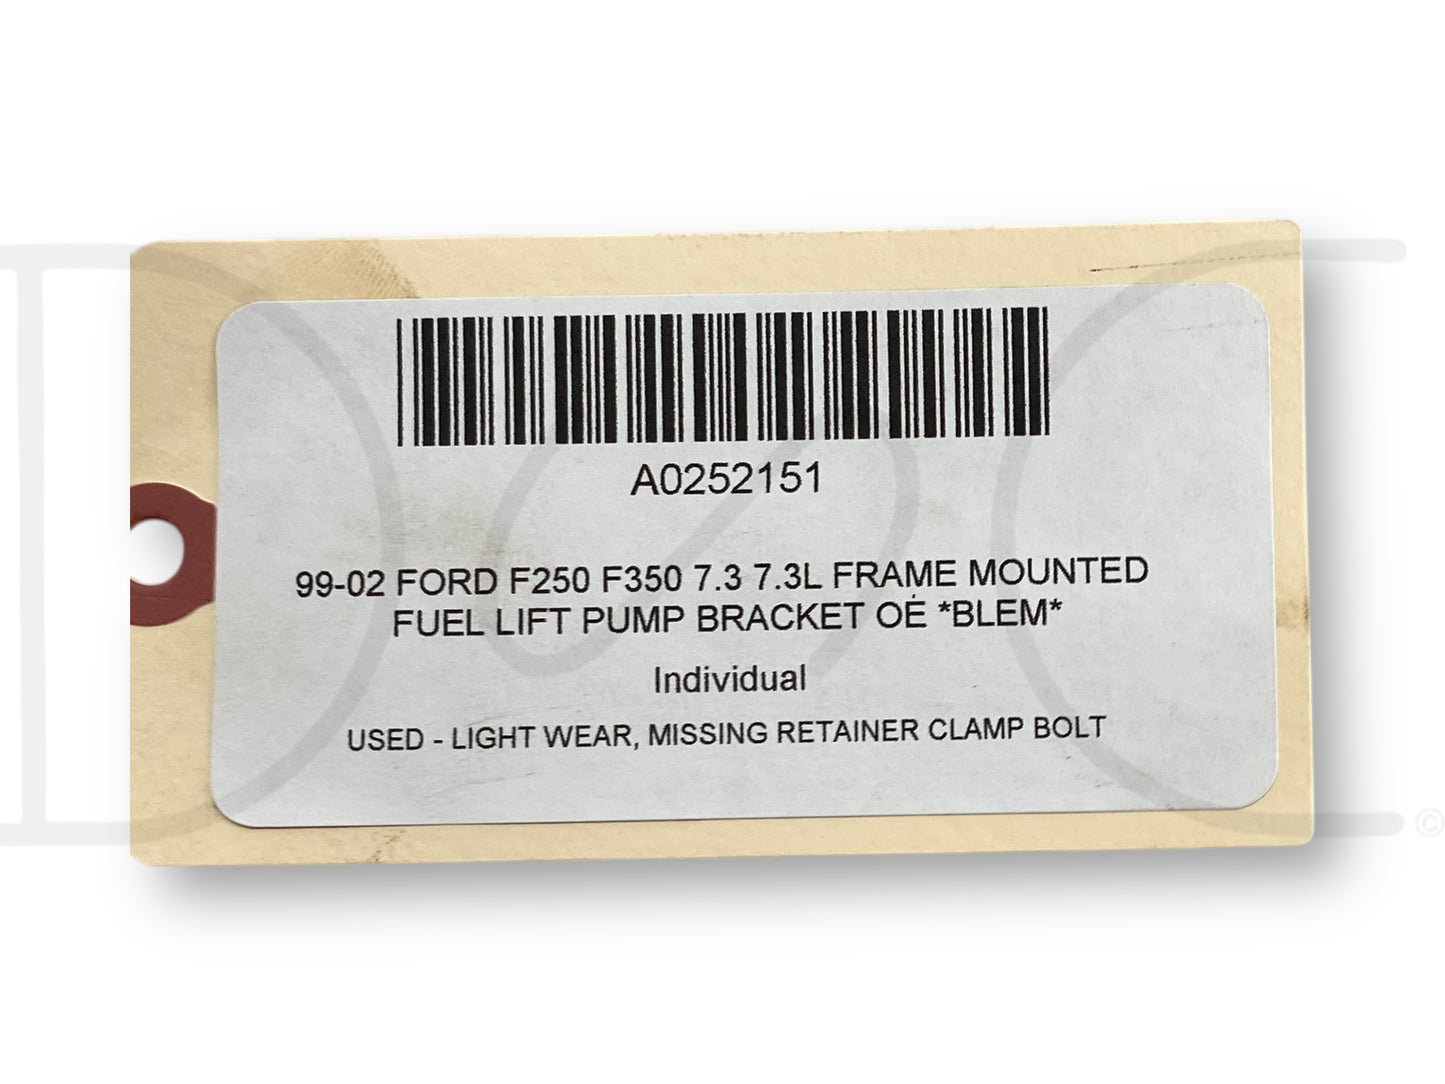 A0252151
99-02 FORD F250 F350 7.3 7.3L FRAME MOUNTED
FUEL LIFT PUMP BRACKET OE *BLEM*
Individual
USED - LIGHT WEAR, MISSING RETAINER CLAMP BOLT
©